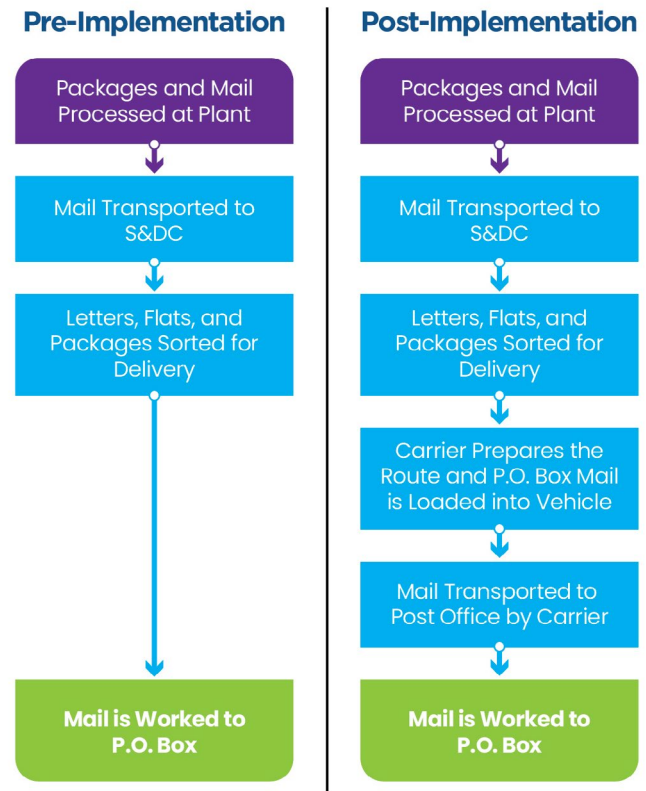 Pre-Implementation
Packages and Mail
Processed at Plant
Mail Transported to
S&DC
Letters, Flats, and
Packages Sorted for
Delivery
Mail is Worked to
P.O. Box
Post-Implementation
Packages and Mail
Processed at Plant
Mail Transported to
S&DC
Letters, Flats, and
Packages Sorted for
Delivery
Carrier Prepares the
Route and P.O. Box Mail
is Loaded into Vehicle
Mail Transported to
Post Office by Carrier
Mail is Worked to
P.O. Box